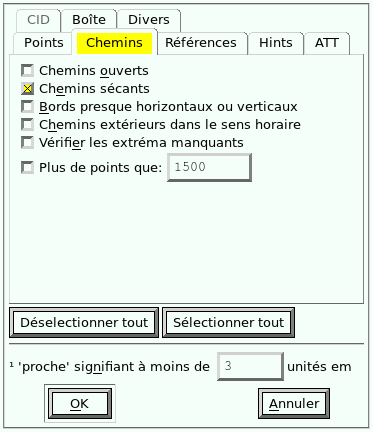 CID Boîte Divers
Points Chemins Références Hints ATT
Chemins ouverts
Chemins sécants
Bords presque horizontaux ou verticaux
Chemins extérieurs dans le sens horaire
Vérifier les extréma manquants
Plus de points que: 1500
Déselectionner tout Sélectionner tout
¹ 'proche' signifiant à moins de 3 unités em
OK Annuler